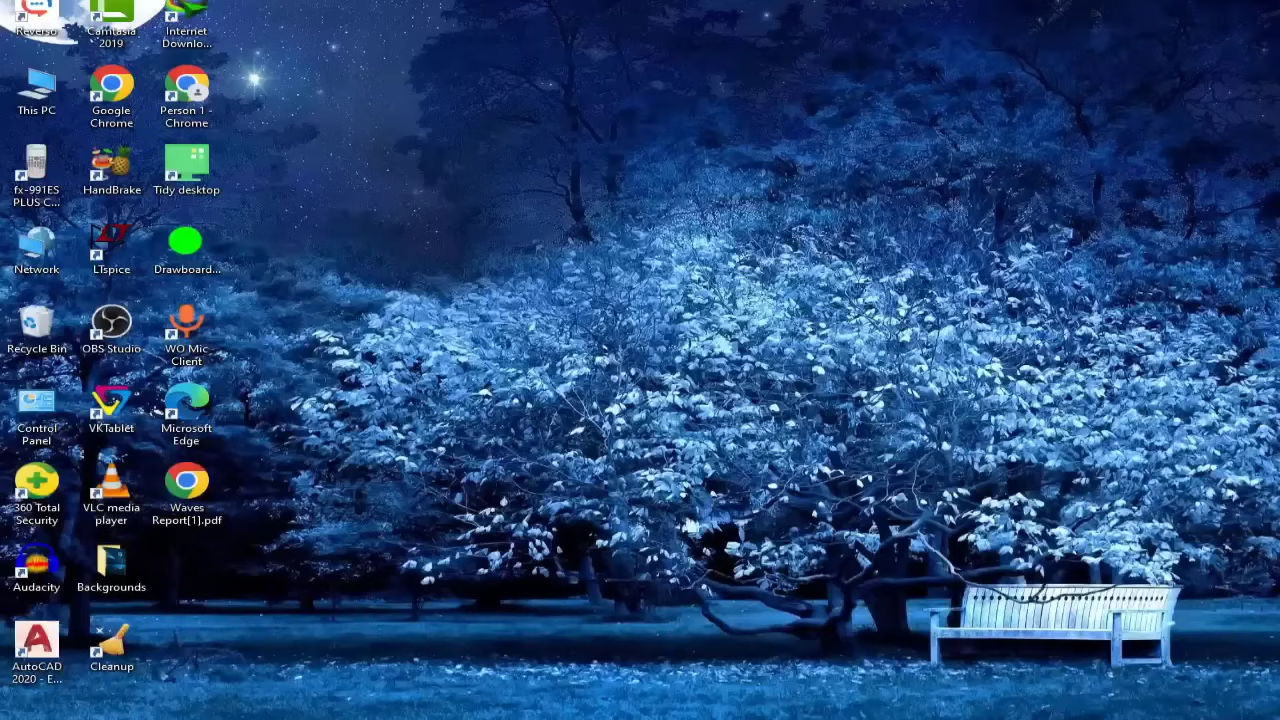 Reverso
Camtasia
2019
Internet
Downlo...
This PC
Google
Chrome
Person 1 -
Chrome
fx-991ES
PLUS C...
HandBrake
Tidy desktop
Network
LTspice
Drawboard...
Recycle Bin
OBS Studio
WO Mic
Client
Control
Panel
VKTablet
Microsoft
Edge
360 Total
Security
VLC media
player
Waves
Report[1].pdf
Audacity
Backgrounds
AutoCAD
2020 - E...
Cleanup